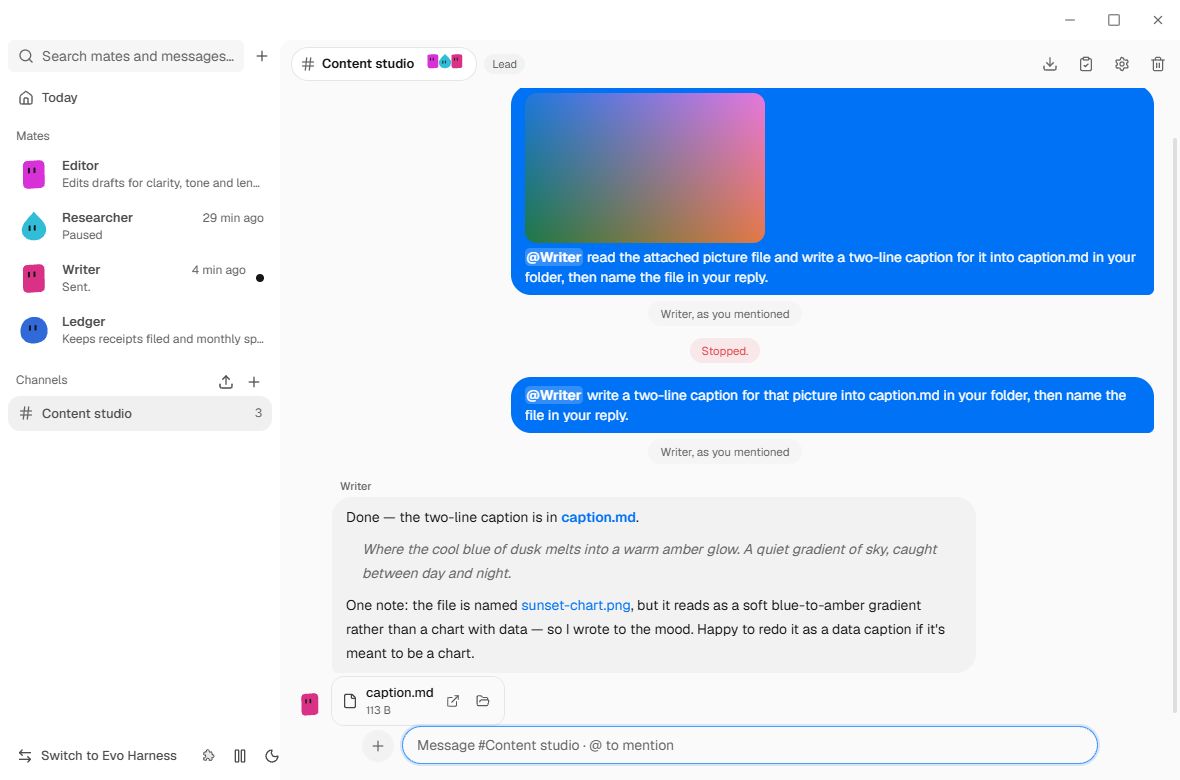 Search mates and messages...
Today
Mates
Editor
Edits drafts for clarity, tone and len...
Researcher 29 min ago
Paused
Writer 4 min ago
Sent.
Ledger
Keeps receipts filed and monthly sp...
Channels
# Content studio 3
Switch to Evo Harness
# Content studio Lead
@Writer read the attached picture file and write a two-line caption for it into caption.md in your
folder, then name the file in your reply.
Writer, as you mentioned
Stopped.
@Writer write a two-line caption for that picture into caption.md in your folder, then name the
file in your reply.
Writer, as you mentioned
Writer
Done — the two-line caption is in caption.md.
Where the cool blue of dusk melts into a warm amber glow. A quiet gradient of sky, caught
between day and night.
One note: the file is named sunset-chart.png, but it reads as a soft blue-to-amber gradient
rather than a chart with data — so I wrote to the mood. Happy to redo it as a data caption if it's
meant to be a chart.
caption.md
113 B
Message #Content studio · @ to mention